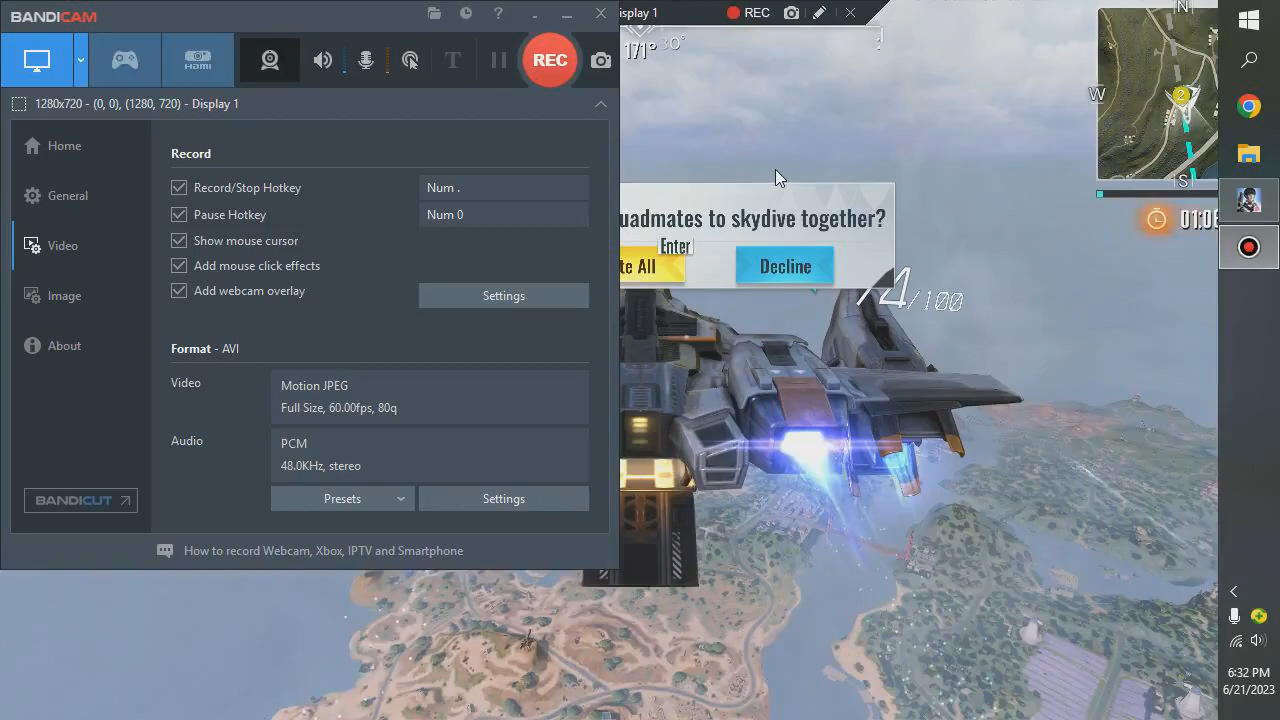 BANDICAM
?
REC
T
1280x720 - (0, 0), (1280, 720) - Display 1
Home
General
Video
Image
About
BANDICUT
Record
Record/Stop Hotkey
Num .
Pause Hotkey
Num 0
Show mouse cursor
Add mouse click effects
Add webcam overlay
Settings
Format - AVI
Video
Motion JPEG
Full Size, 60.00fps, 80q
Audio
PCM
48.0KHz, stereo
Presets
Settings
How to record Webcam, Xbox, IPTV and Smartphone
isplay 1
REC
171°
30°
uadmates to skydive together?
Enter
te All
Decline
/100
N
W
2
S
6:32 PM
6/21/2023